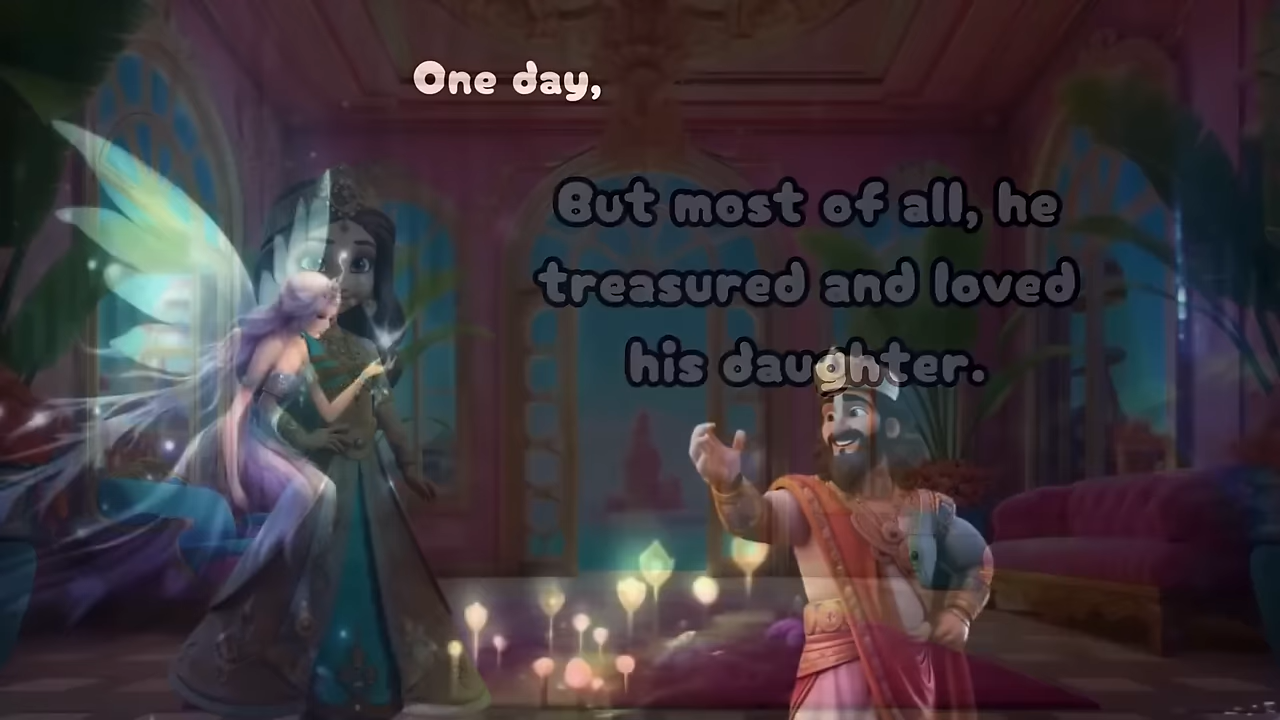 One day,
But most of all, he
treasured and loved
his daughter.